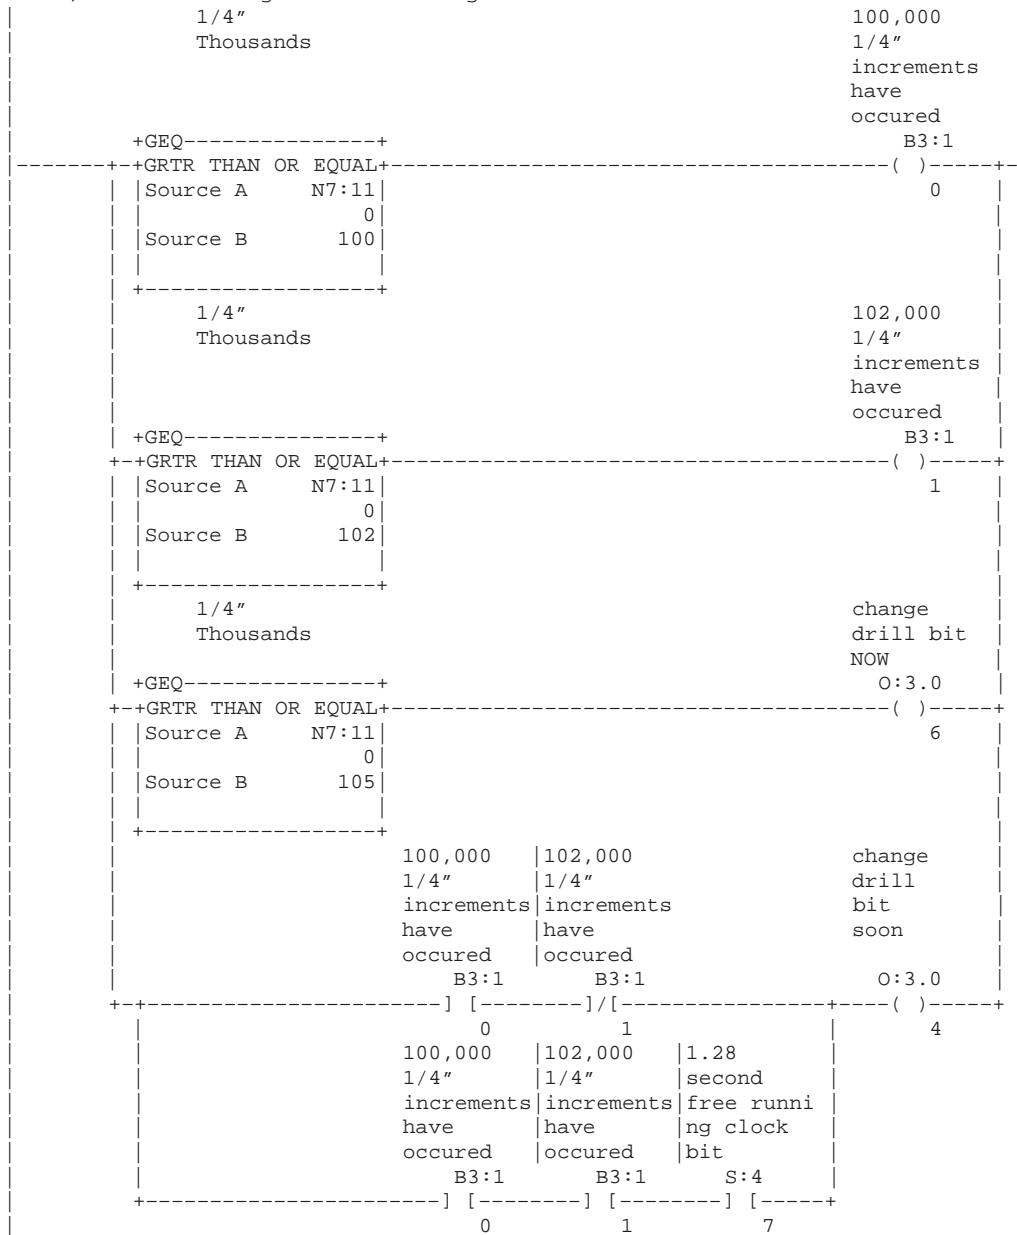 1/4" 100,000
Thousands 1/4"
increments
have
occured
+GEQ---------------+ B3:1
|-------+-+GRTR THAN OR EQUAL+---------------------------------------( )-----+-
| | |Source A N7:11| 0 |
| | | 0| |
| | |Source B 100| |
| | | | |
| | +------------------+ |
| | 1/4" 102,000 |
| | Thousands 1/4" |
| | increments |
| | have |
| | occured |
| | +GEQ---------------+ B3:1 |
| +-+GRTR THAN OR EQUAL+---------------------------------------( )-----+
| | |Source A N7:11| 1 |
| | | 0| |
| | |Source B 102| |
| | | | |
| | +------------------+ |
| | 1/4" change |
| | Thousands drill bit |
| | NOW |
| | +GEQ---------------+ O:3.0 |
| +-+GRTR THAN OR EQUAL+---------------------------------------( )-----+
| | |Source A N7:11| 6 |
| | | 0| |
| | |Source B 105| |
| | | | |
| | +------------------+ |
| | 100,000 |102,000 change |
| | 1/4" |1/4" drill |
| | increments|increments bit |
| | have |have soon |
| | occured |occured |
| | B3:1 B3:1 O:3.0 |
| +-+-----------------------] [--------]/[----------------+----( )-----+
| | 0 1 | 4
| | 100,000 |102,000 |1.28 |
| | 1/4" |1/4" |second |
| | increments|increments|free runni |
| | have |have |ng clock |
| | occured |occured |bit |
| | B3:1 B3:1 S:4 |
| +-----------------------] [--------] [--------] [-----+
| 0 1 7